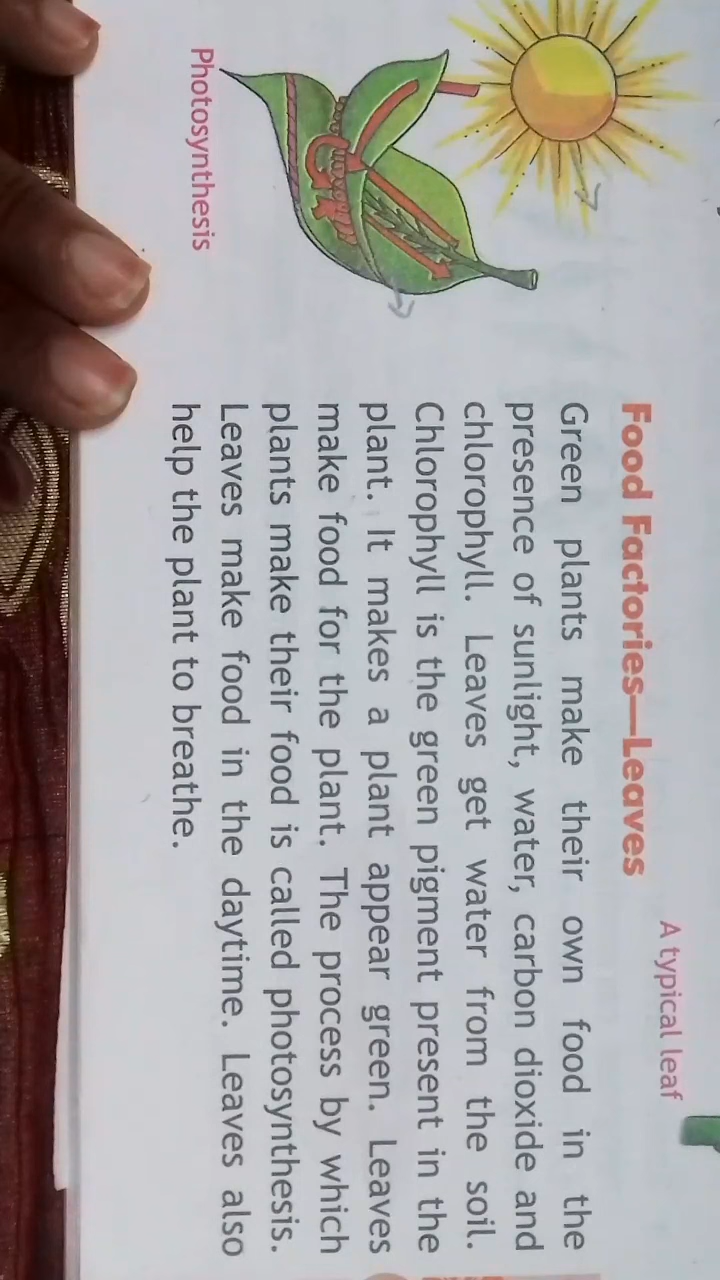 A typical leaf
Food Factories—Leaves
Green plants make their own food in the
presence of sunlight, water, carbon dioxide and
chlorophyll. Leaves get water from the soil.
Chlorophyll is the green pigment present in the
plant. It makes a plant appear green. Leaves
make food for the plant. The process by which
plants make their food is called photosynthesis.
Leaves make food in the daytime. Leaves also
help the plant to breathe.
Photosynthesis